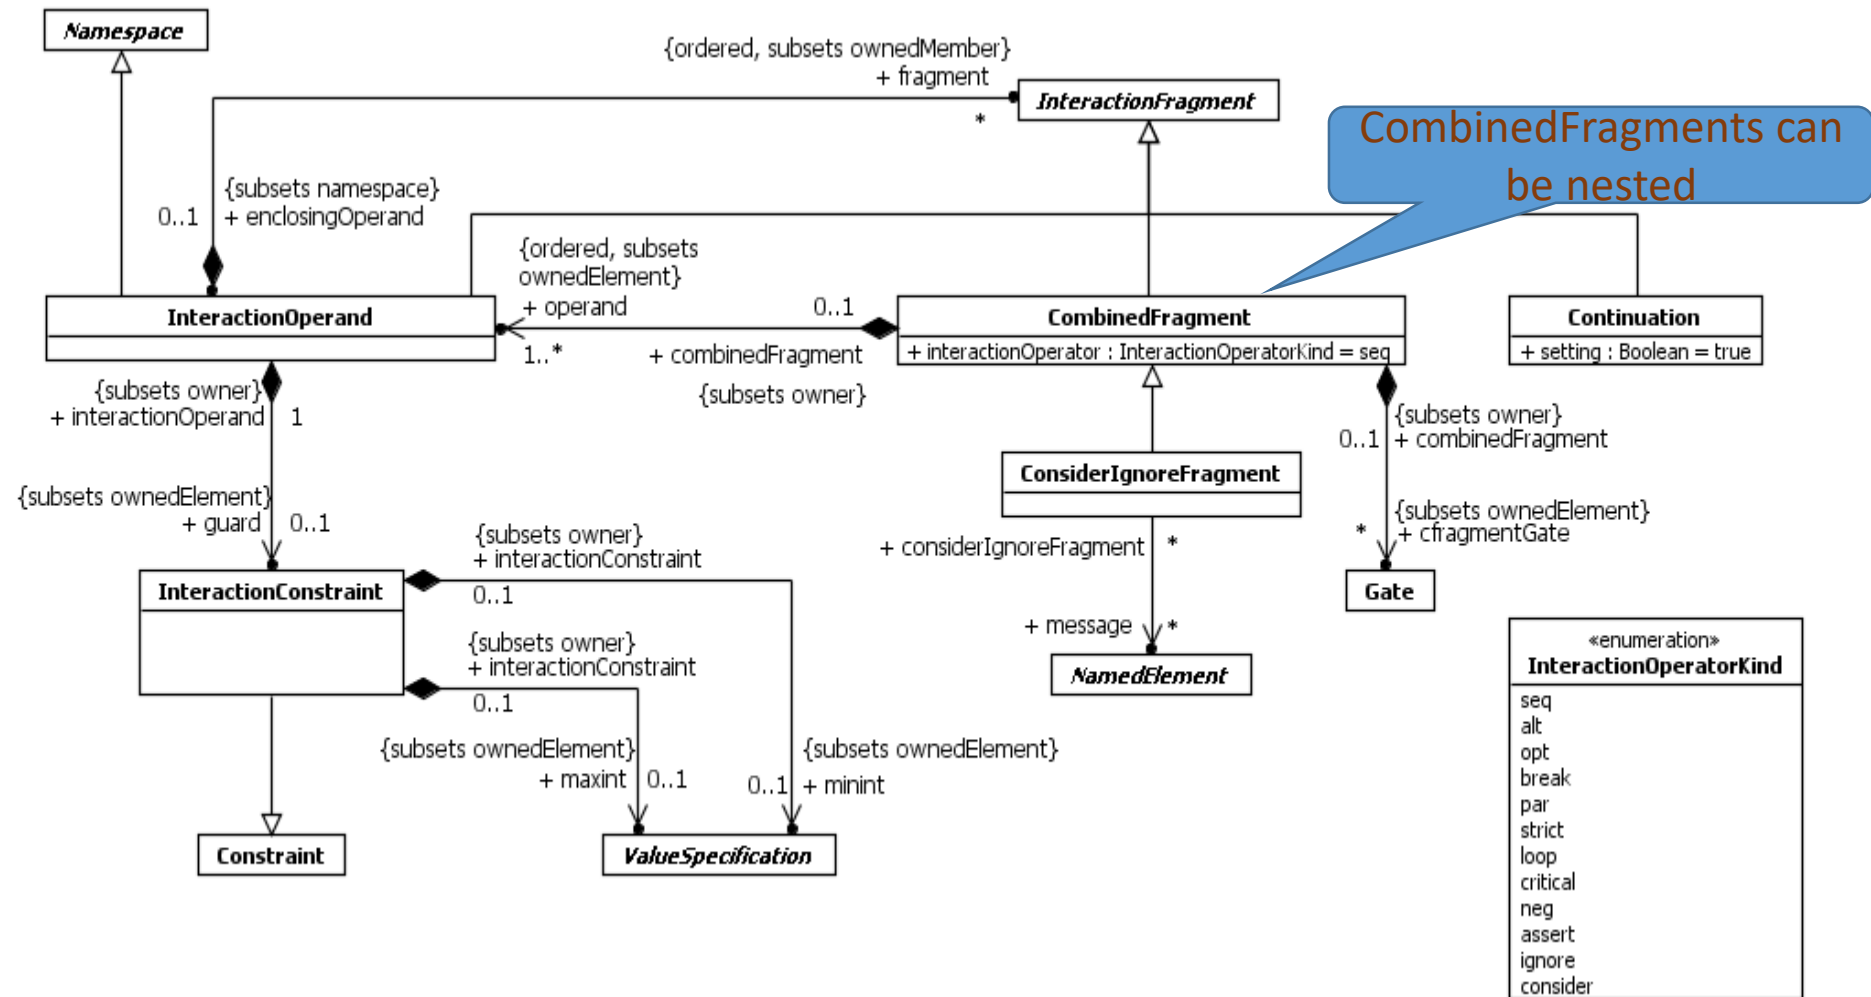 Namespace
{ordered, subsets ownedMember}
+ fragment
*
InteractionFragment
CombinedFragments can
be nested
{subsets namespace}
0..1
+ enclosingOperand
{ordered, subsets
ownedElement}
+ operand
0..1
1..*
+ combinedFragment
{subsets owner}
InteractionOperand
CombinedFragment
+ interactionOperator : InteractionOperatorKind = seq
Continuation
+ setting : Boolean = true
{subsets owner}
+ interactionOperand
1
{subsets ownedElement}
+ guard
0..1
{subsets owner}
0..1
+ combinedFragment
{subsets ownedElement}
*
+ cfragmentGate
Gate
ConsiderIgnoreFragment
+ considerIgnoreFragment
*
+ message
*
NamedElement
InteractionConstraint
{subsets owner}
+ interactionConstraint
0..1
{subsets owner}
+ interactionConstraint
0..1
{subsets ownedElement}
+ maxint
0..1
{subsets ownedElement}
0..1
+ minint
Constraint
ValueSpecification
«enumeration»
InteractionOperatorKind
seq
alt
opt
break
par
strict
loop
critical
neg
assert
ignore
consider